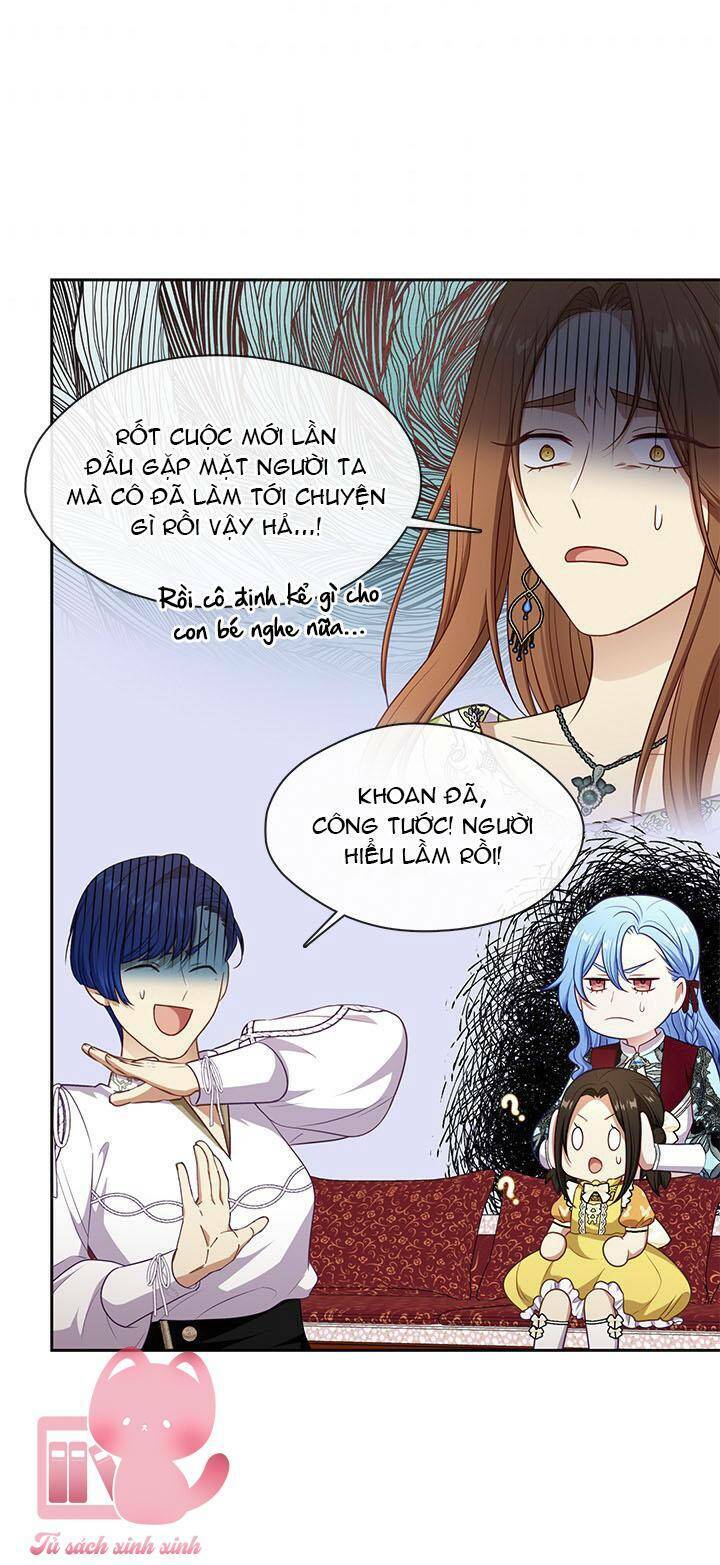 RỐT CUỘC MỚI LẦN
ĐẦU GẶP MẶT NGƯỜI TA
MÀ CÔ ĐÃ LÀM TỚI CHUYỆN
GÌ RỒI VẬY HẢ...!
Rồi cô định kể gì cho
con bé nghe nữa...
KHOAN ĐÃ,
CÔNG TƯỚC! NGƯỜI
HIỂU LẦM RỒI!
?
?
Tủ sách xinh xinh